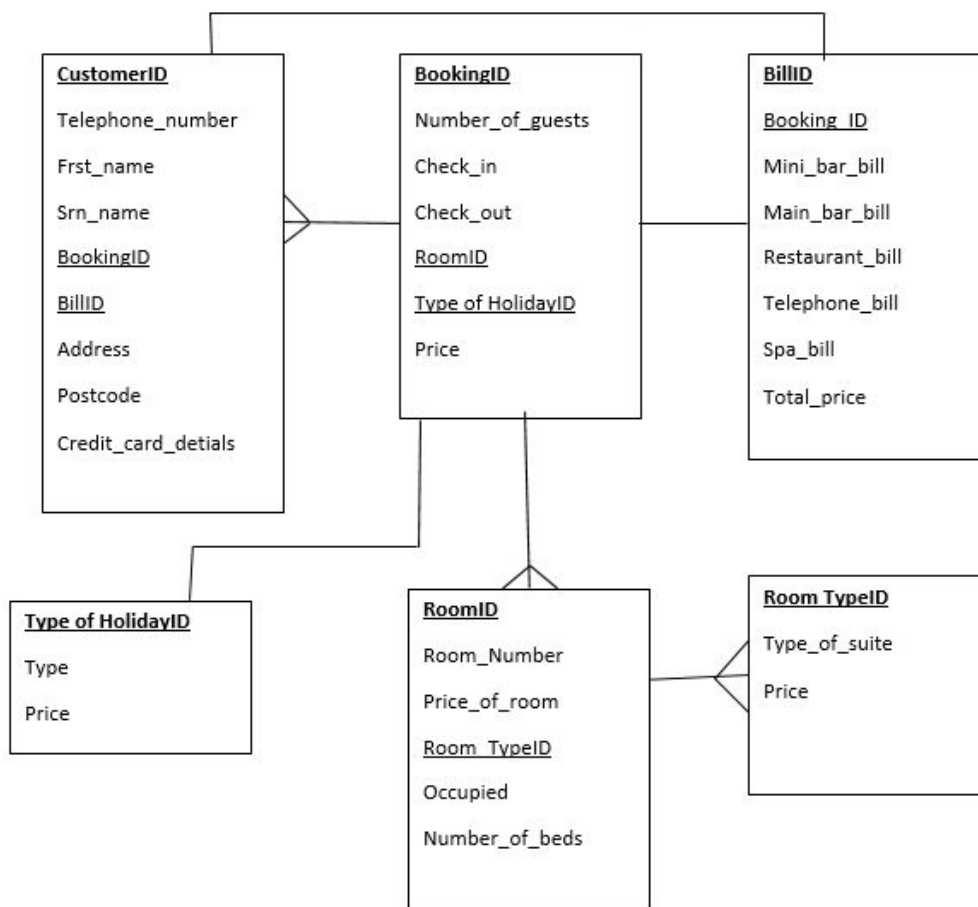 CustomerID
Telephone_number
Frst_name
Srn_name
BookingID
BillID
Address
Postcode
Credit_card_detials
BookingID
Number_of_guests
Check_in
Check_out
RoomID
Type of HolidayID
Price
BillID
Booking_ID
Mini_bar_bill
Main_bar_bill
Restaurant_bill
Telephone_bill
Spa_bill
Total_price
Type of HolidayID
Type
Price
RoomID
Room_Number
Price_of_room
Room_TypeID
Occupied
Number_of_beds
Room TypeID
Type_of_suite
Price